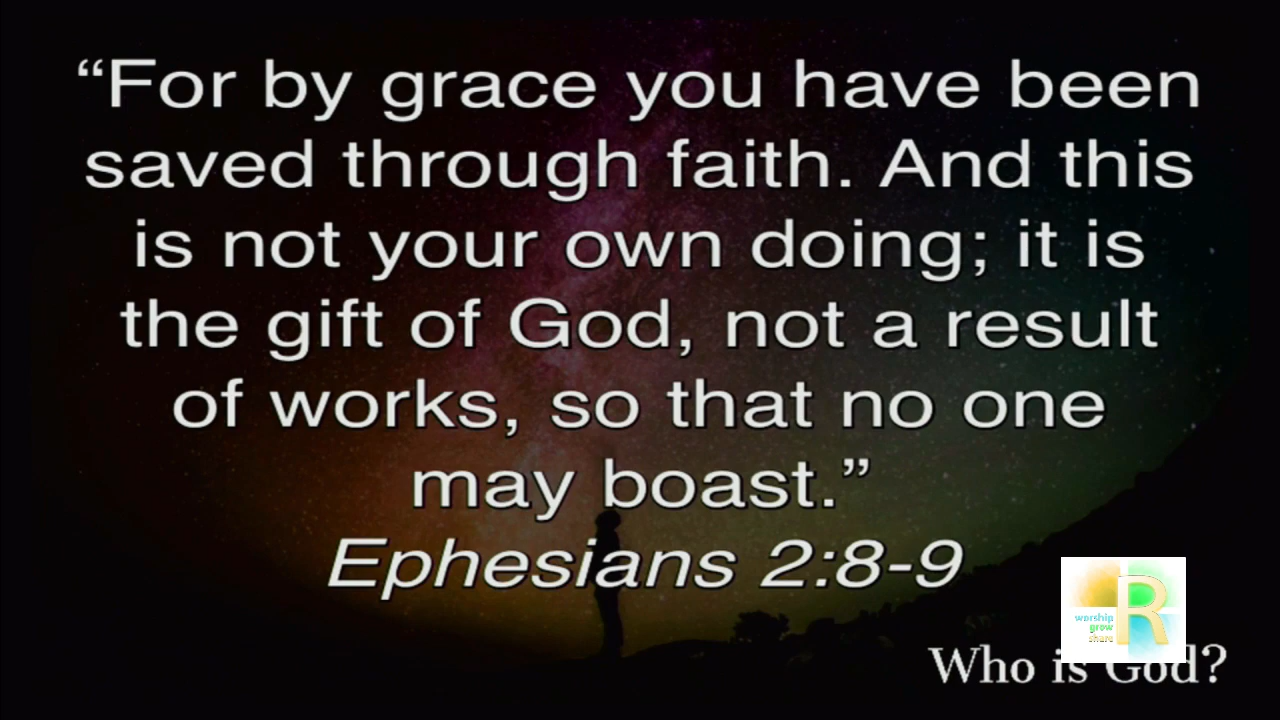 “For by grace you have been
saved through faith. And this
is not your own doing; it is
the gift of God, not a result
of works, so that no one
may boast.”
Ephesians 2:8-9
R
worship
grow
share
Who is God?